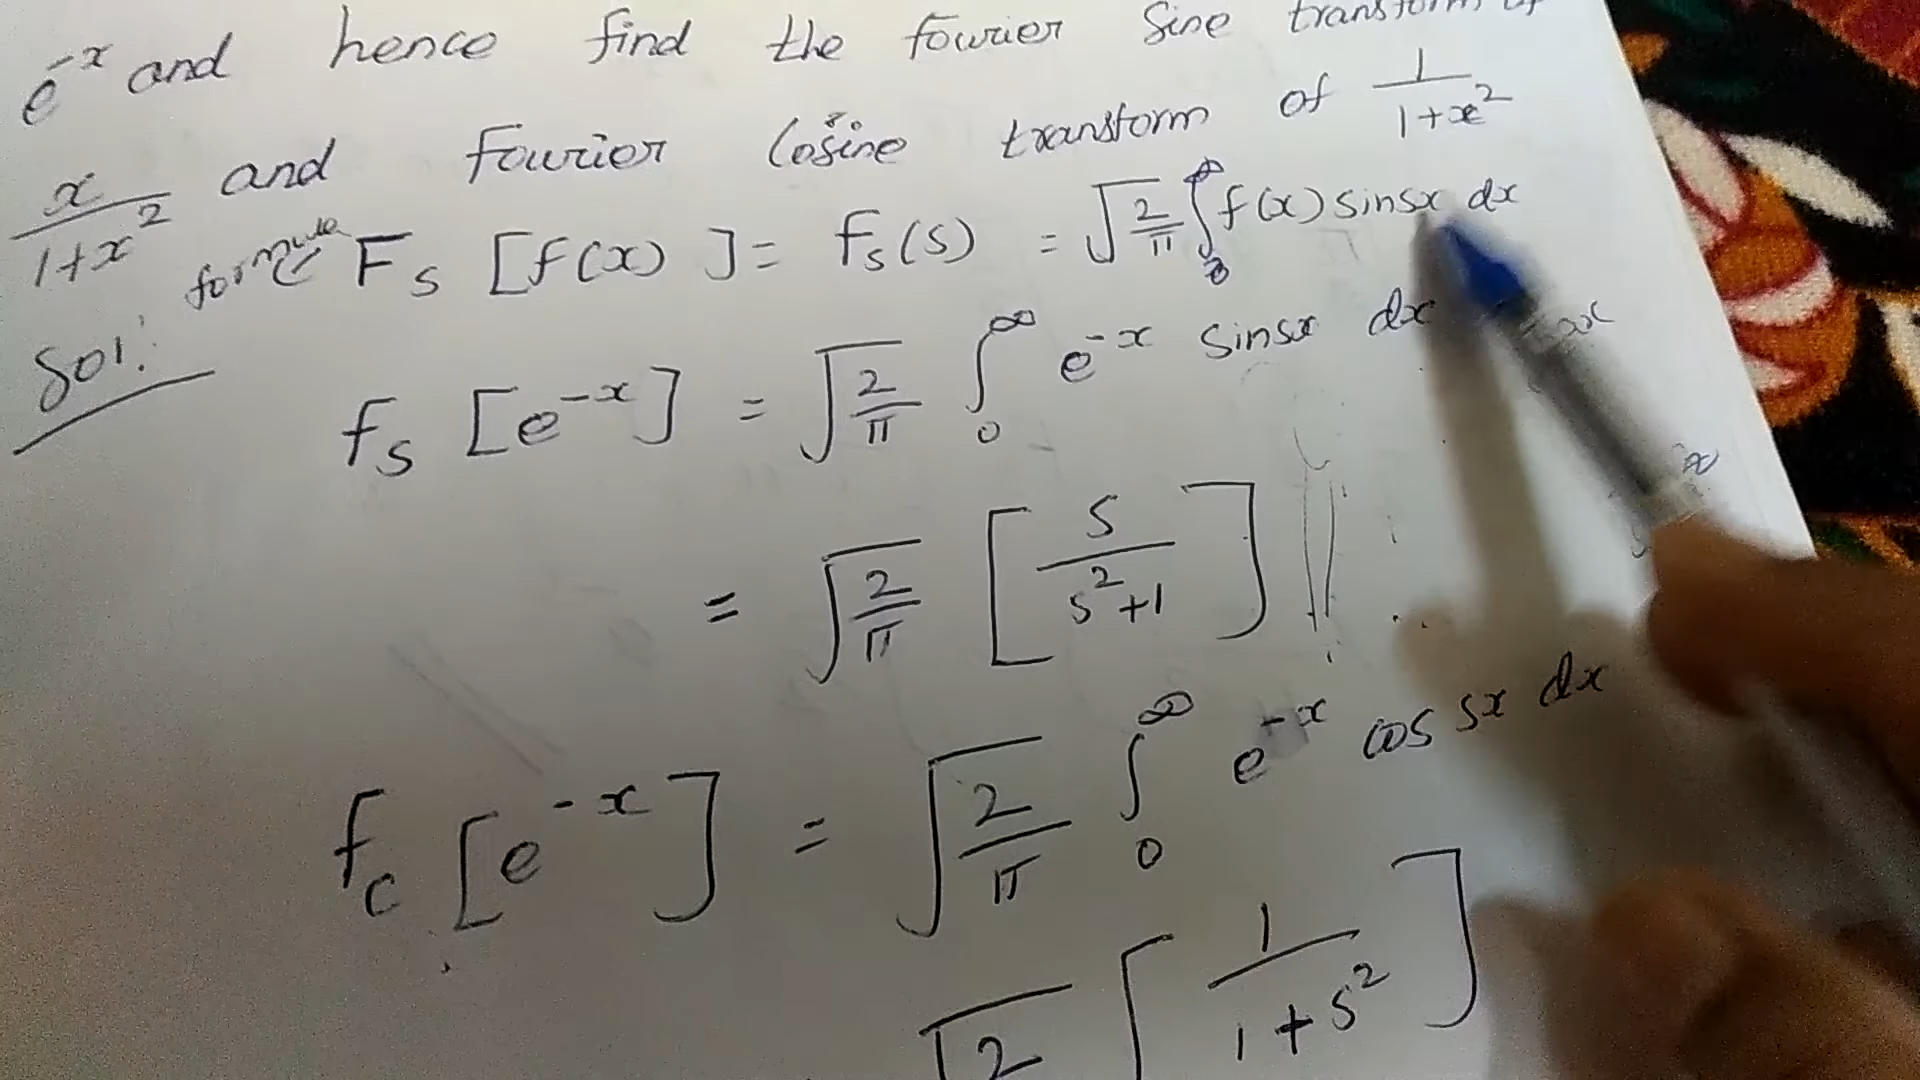 e^{-x} and hence find the fourier Sine transform of
x/(1+x^2) and fourier Cosine transform of 1/(1+x^2)
formula F_s [f(x)] = f_s(s) = √(2/π) ∫_0^∞ f(x) sinsx dx
Sol:
f_s [e^{-x}] = √(2/π) ∫_0^∞ e^{-x} sinsx dx
= √(2/π) [s/(s^2+1)]
f_c [e^{-x}] = √(2/π) ∫_0^∞ e^{-x} cos sx dx
√2 [1/(1+s^2)]